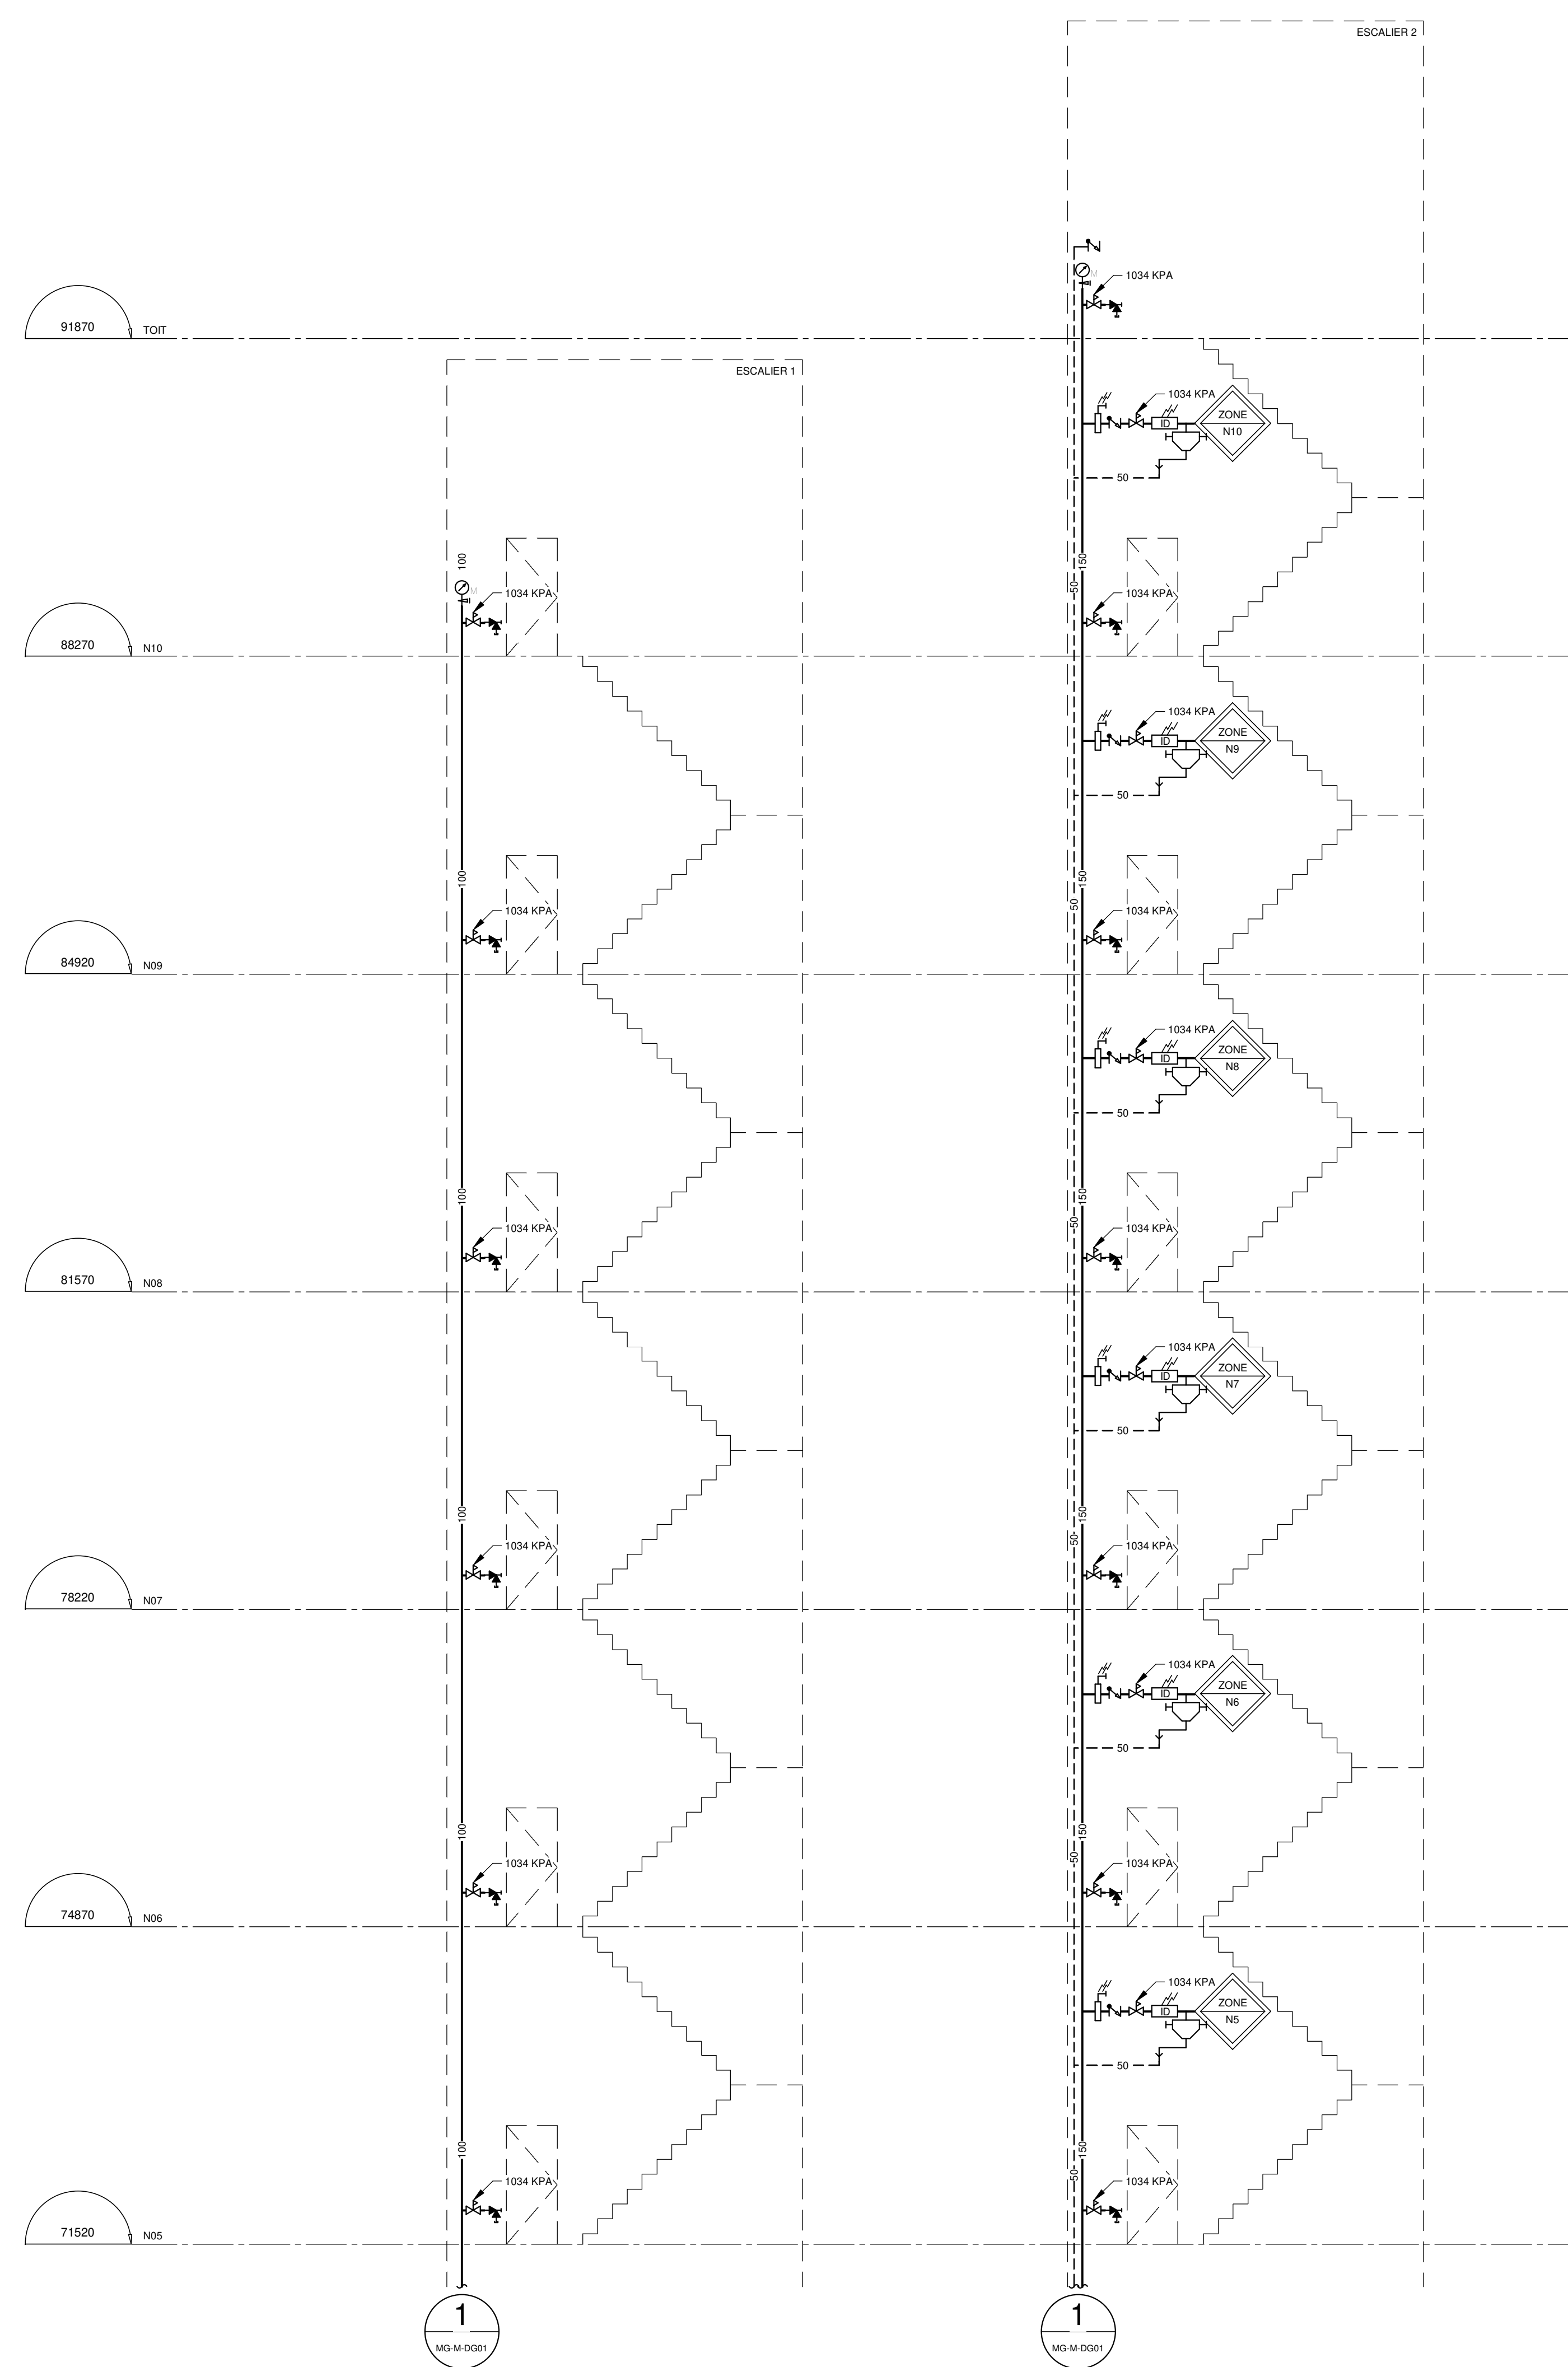 ESCALIER 2
M
1034 KPA
91870
TOIT
ESCALIER 1
1034 KPA
ID
ZONE
N10
50
100
150
50
M
1034 KPA
1034 KPA
88270
N10
1034 KPA
ID
ZONE
N9
50
100
150
50
1034 KPA
1034 KPA
84920
N09
1034 KPA
ID
ZONE
N8
50
100
150
50
1034 KPA
1034 KPA
81570
N08
1034 KPA
ID
ZONE
N7
50
100
150
50
1034 KPA
1034 KPA
78220
N07
1034 KPA
ID
ZONE
N6
50
100
150
50
1034 KPA
1034 KPA
74870
N06
1034 KPA
ID
ZONE
N5
50
100
150
50
1034 KPA
1034 KPA
71520
N05
1
MG-M-DG01
1
MG-M-DG01